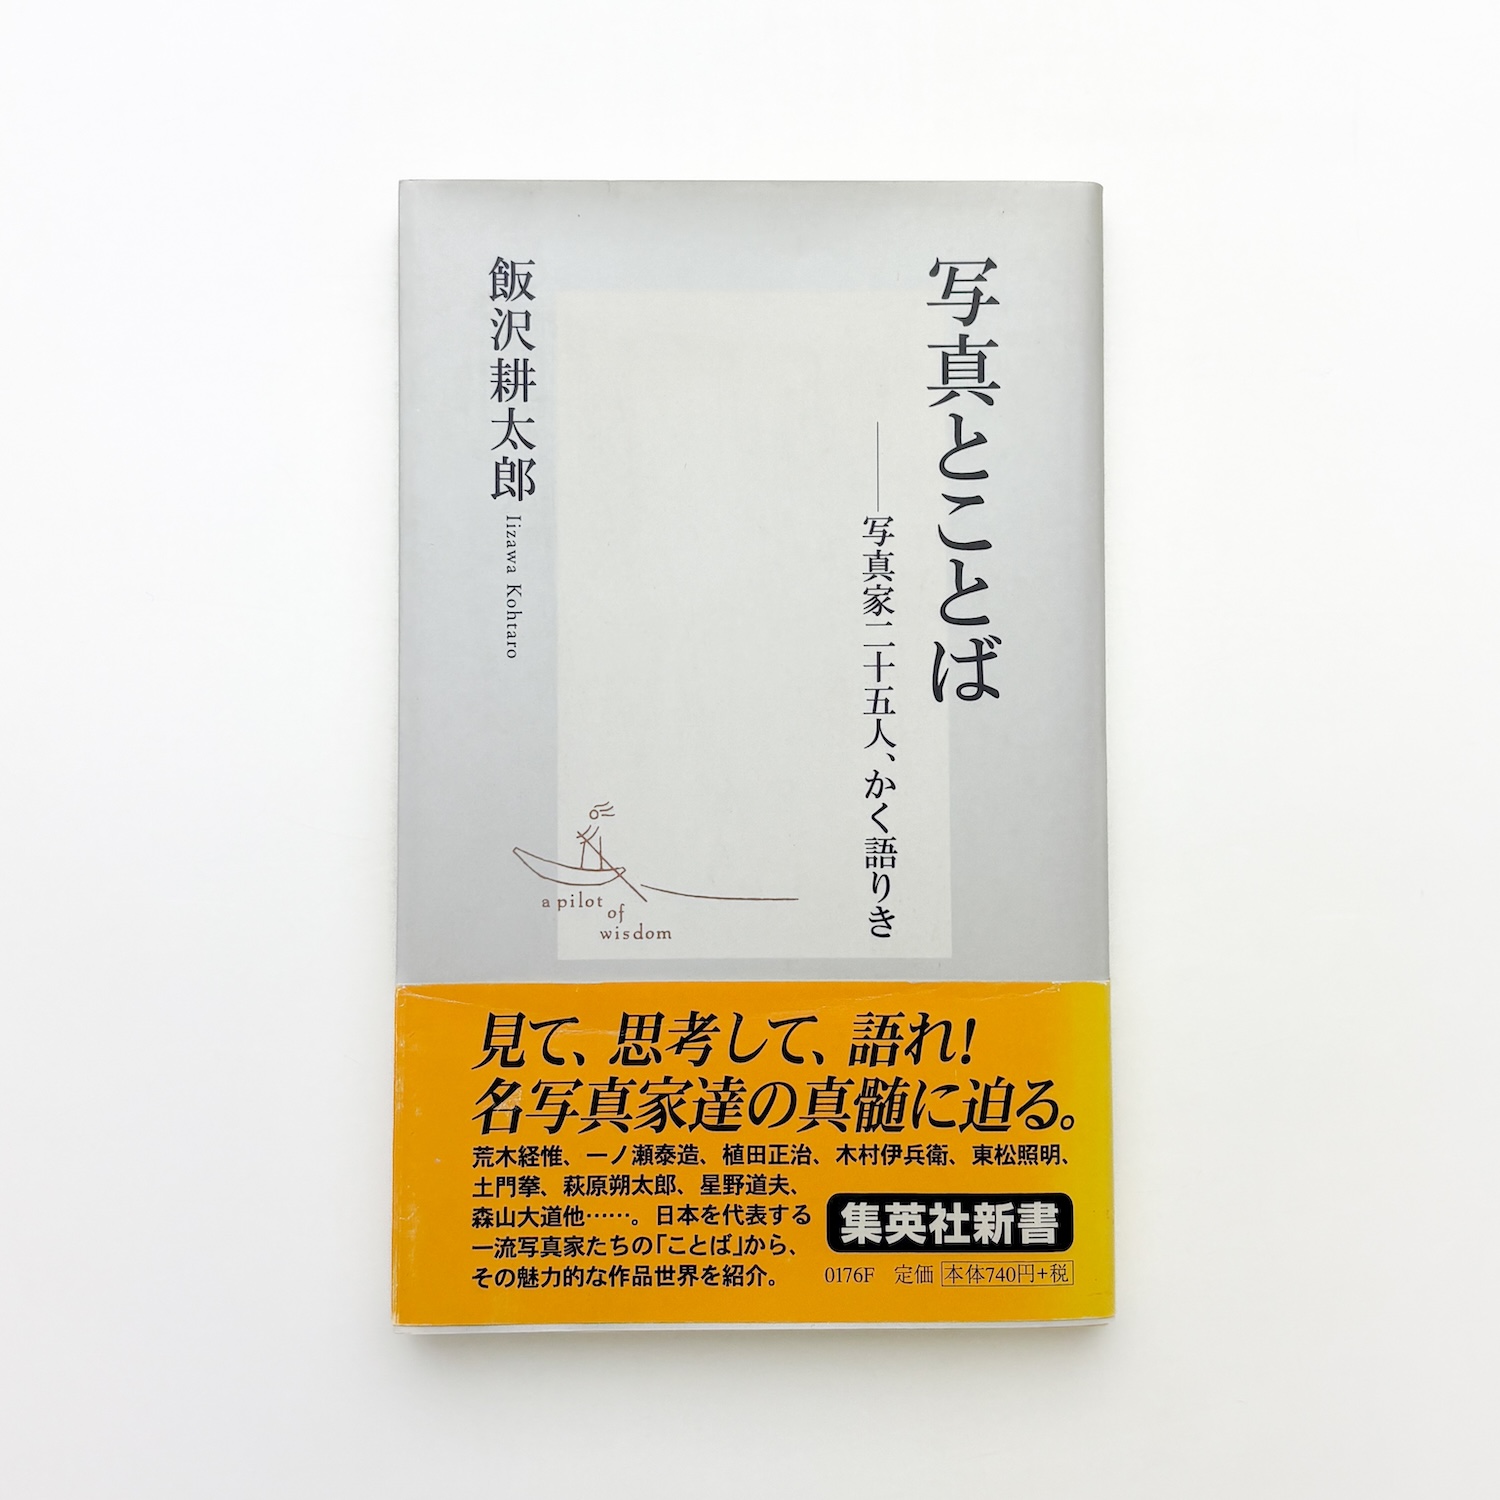 写真とことば
――写真家二十五人、かく語りき
飯沢耕太郎
Iizawa Kohtaro
a pilot
of
wisdom
見て、思考して、語れ!
名写真家達の真髄に迫る。
荒木経惟、一ノ瀬泰造、植田正治、木村伊兵衛、東松照明、
土門拳、萩原朔太郎、星野道夫、
森山大道他……。日本を代表する
一流写真家たちの「ことば」から、
その魅力的な作品世界を紹介。
集英社新書
0176F 定価 本体740円+税